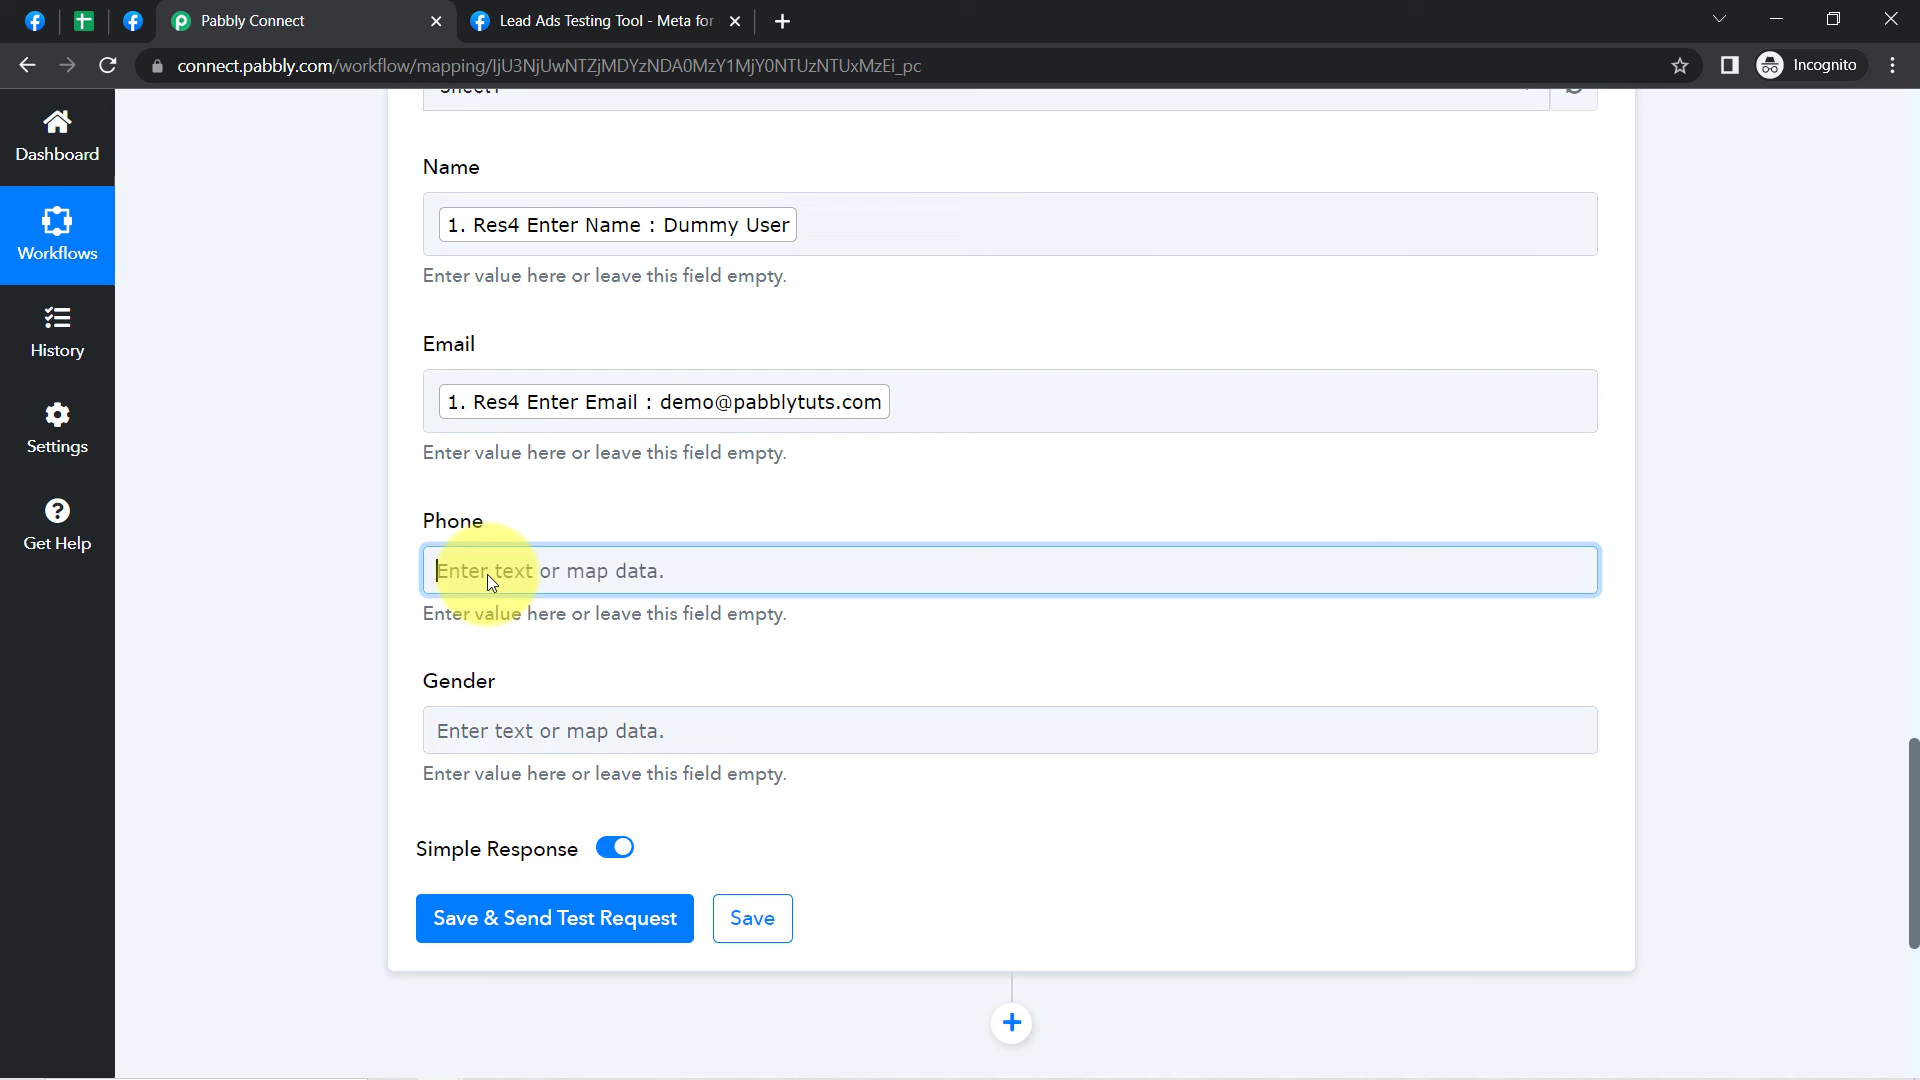 Pabbly Connect
Lead Ads Testing Tool - Meta for
connect.pabbly.com/workflow/mapping/IjU3NjUwNTZjMDYzNDA0MzY1MjY0NTUzNTUxMzEi_pc
Incognito
Dashboard
Workflows
History
Settings
Get Help
Sheet1
Name
1. Res4 Enter Name : Dummy User
Enter value here or leave this field empty.
Email
1. Res4 Enter Email : demo@pabblytuts.com
Enter value here or leave this field empty.
Phone
Enter text or map data.
Enter value here or leave this field empty.
Gender
Enter text or map data.
Enter value here or leave this field empty.
Simple Response
Save & Send Test Request
Save